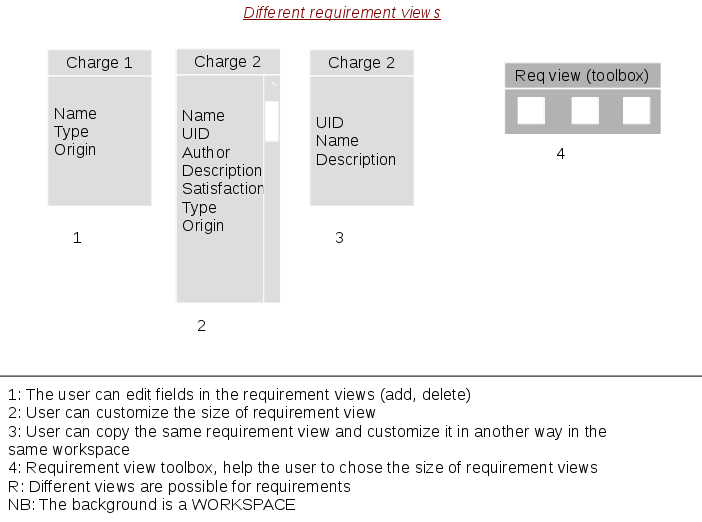 Different requirement views
Charge 1
Name
Type
Origin
1
Charge 2
Name
UID
Author
Description
Satisfaction
Type
Origin
2
Charge 2
UID
Name
Description
3
Req view (toolbox)
4
1: The user can edit fields in the requirement views (add, delete)
2: User can customize the size of requirement view
3: User can copy the same requirement view and customize it in another way in the
same workspace
4: Requirement view toolbox, help the user to chose the size of requirement views
R: Different views are possible for requirements
NB: The background is a WORKSPACE